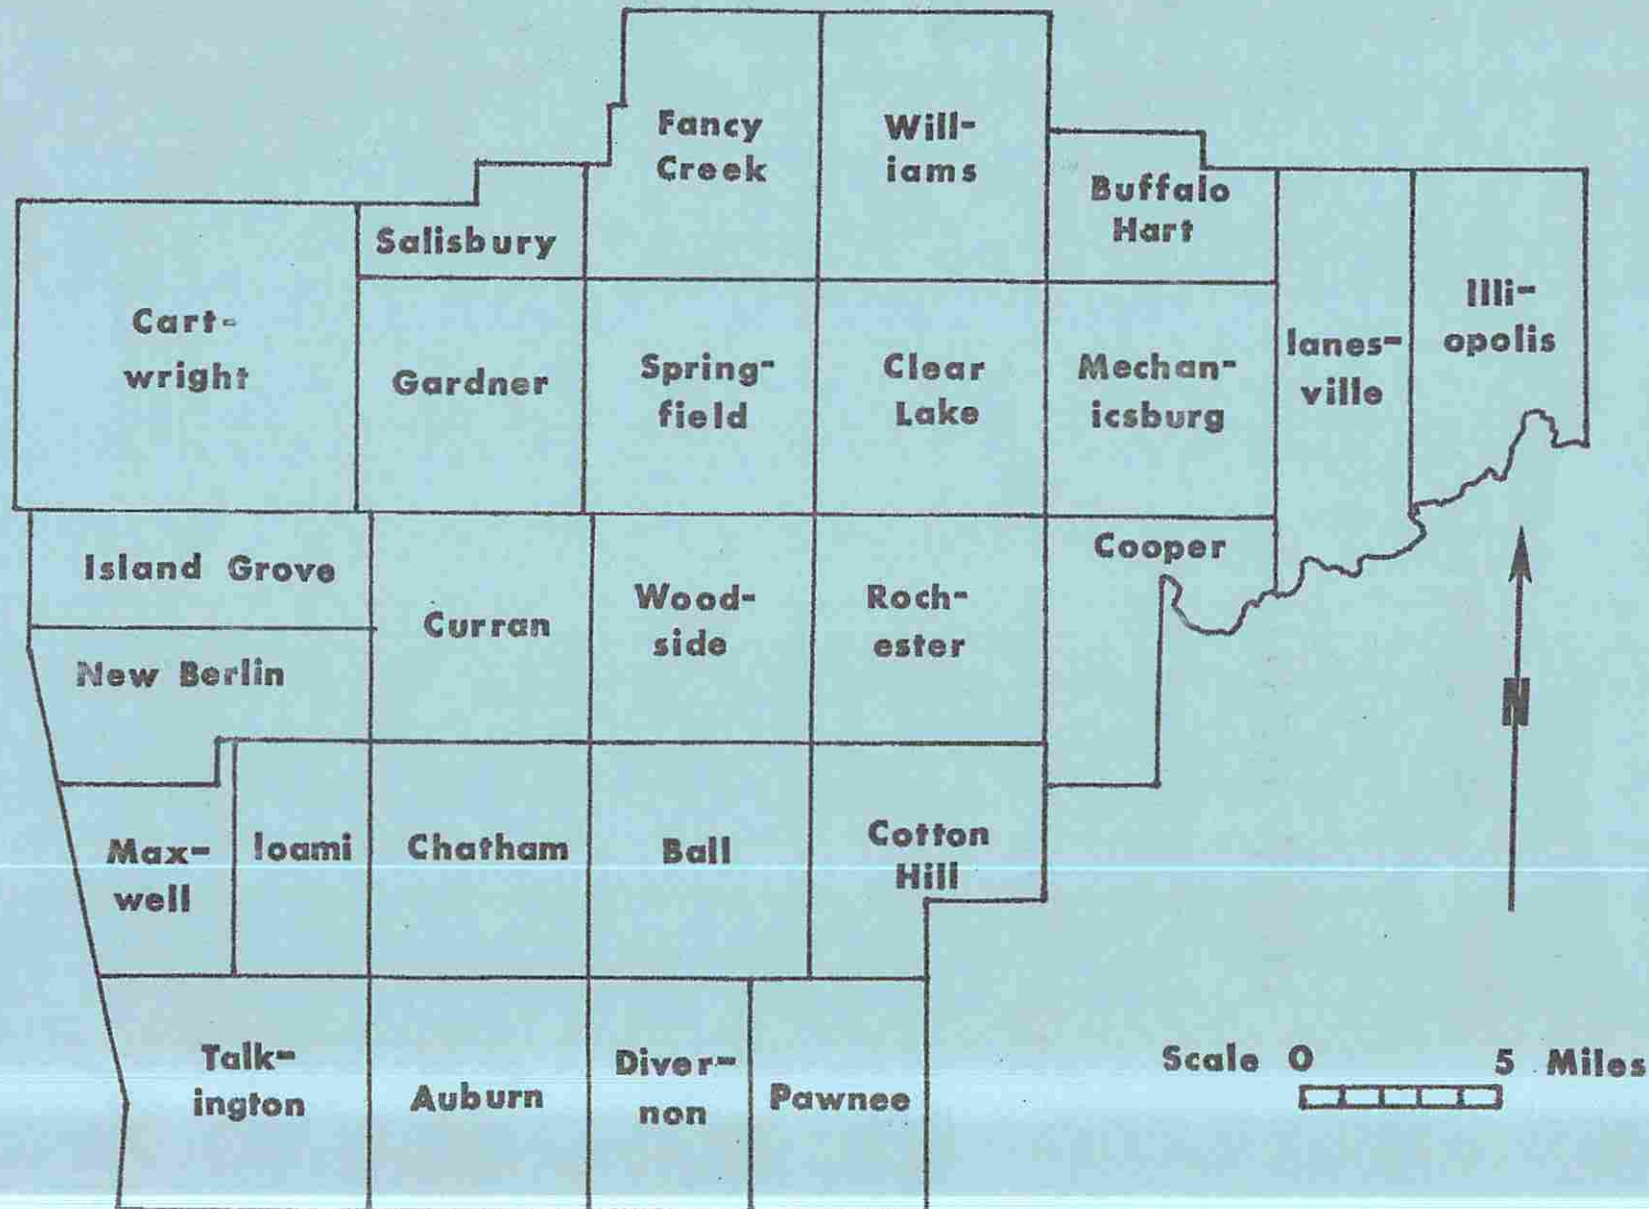 Fancy
Creek
Will-
iams
Buffalo
Hart
Salisbury
Cart-
wright
Gardner
Spring-
field
Clear
Lake
Mechan-
icsburg
lanes-
ville
Illi-
opolis
Island Grove
New Berlin
Curran
Wood-
side
Roch-
ester
Cooper
N
Max-
well
loami
Chatham
Ball
Cotton
Hill
Talk-
ington
Auburn
Diver-
non
Pawnee
Scale 0 5 Miles